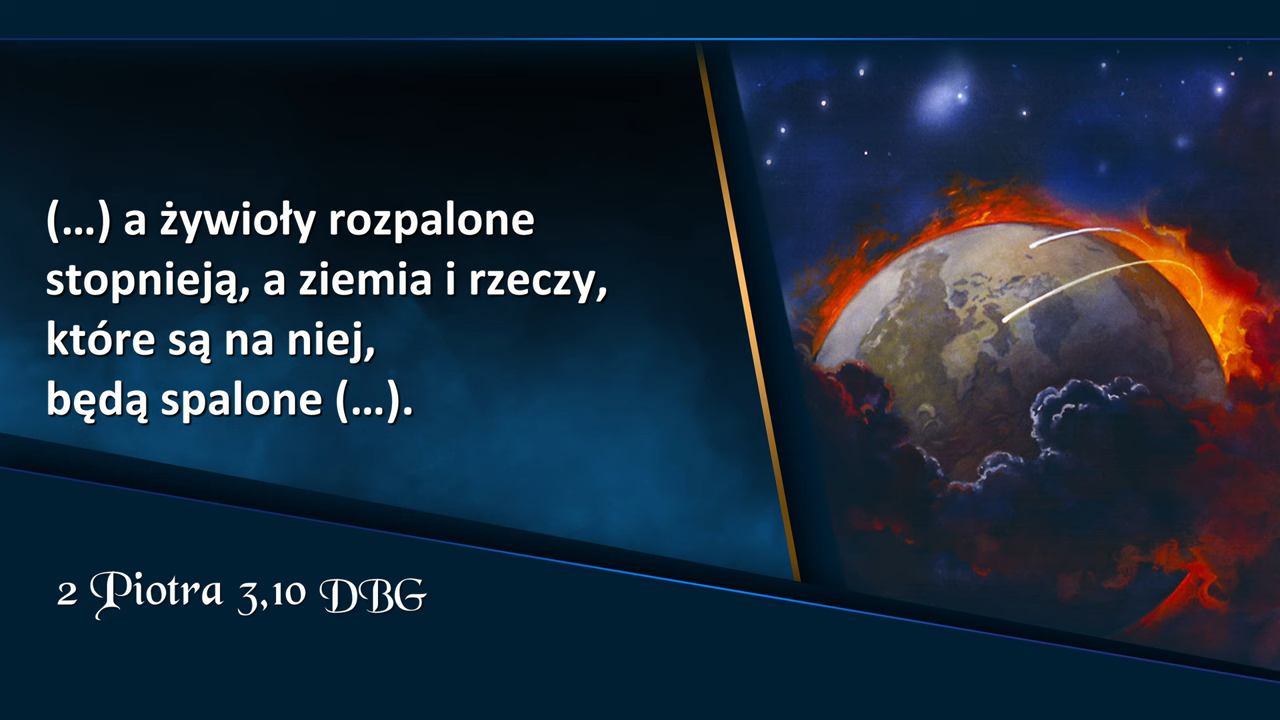 (...) a żywioły rozpalone
stopnieją, a ziemia i rzeczy,
które są na niej,
będą spalone (...).
2 Piotra 3,10 DBG